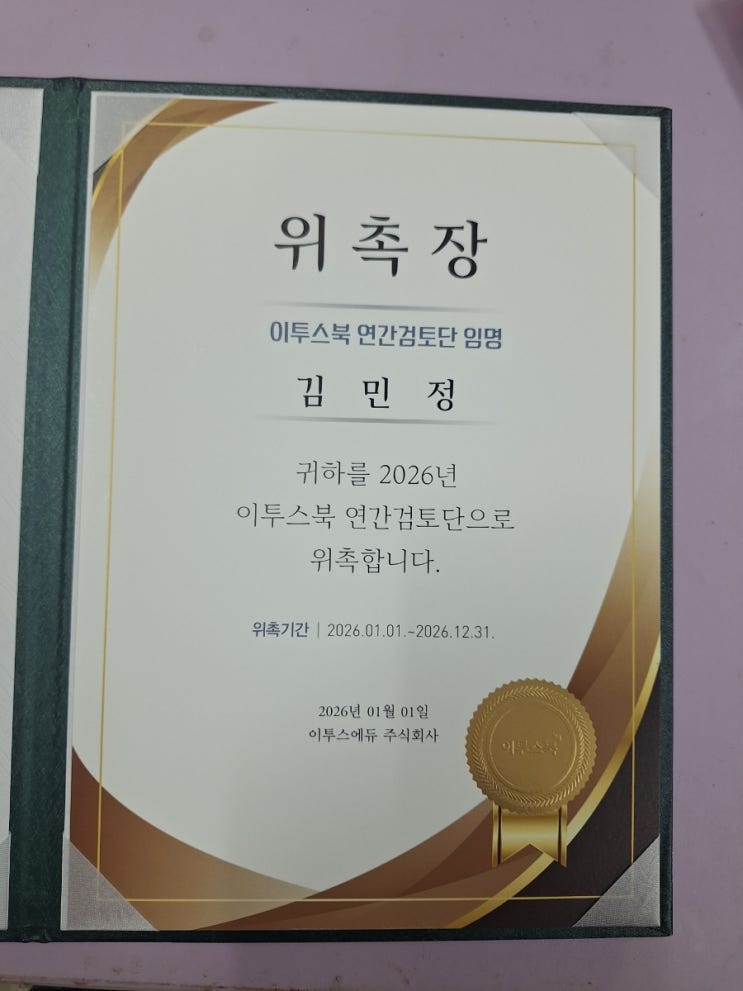 위촉장
이투스북 연간검토단 임명
김민정
귀하를 2026년
이투스북 연간검토단으로
위촉합니다.
위촉기간 | 2026.01.01.~2026.12.31.
2026년 01월 01일
이투스에듀 주식회사
이투스북